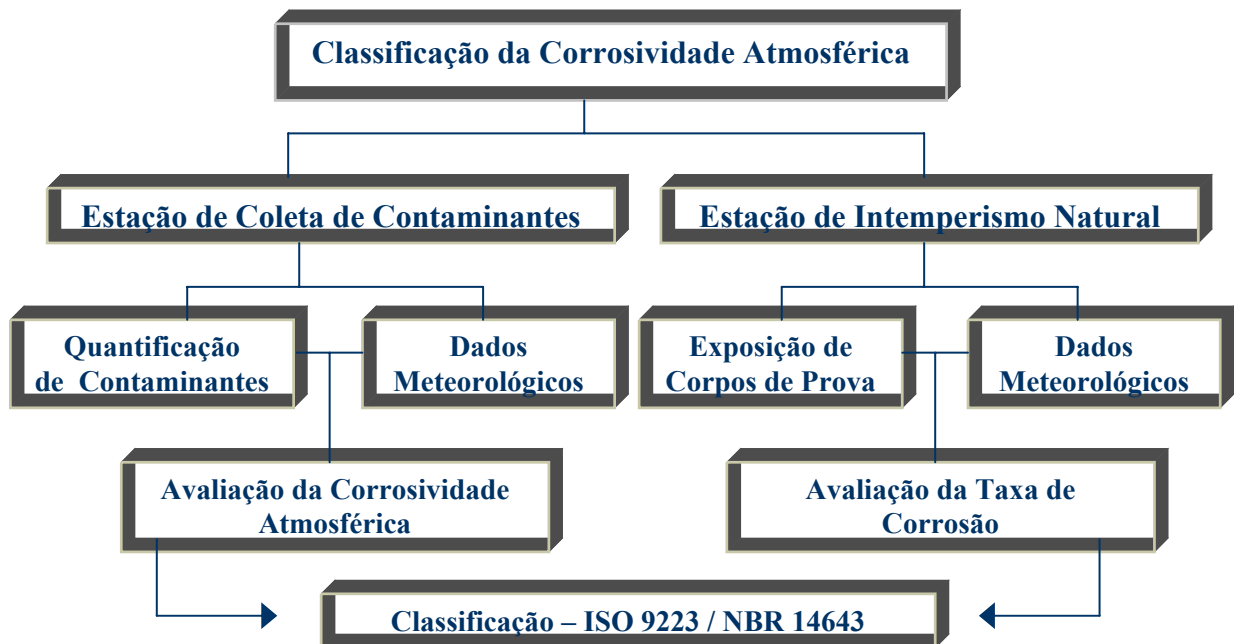 Classificação da Corrosividade Atmosférica
Estação de Coleta de Contaminantes
Estação de Intemperismo Natural
Quantificação
de Contaminantes
Dados
Meteorológicos
Exposição de
Corpos de Prova
Dados
Meteorológicos
Avaliação da Corrosividade
Atmosférica
Avaliação da Taxa de
Corrosão
Classificação – ISO 9223 / NBR 14643